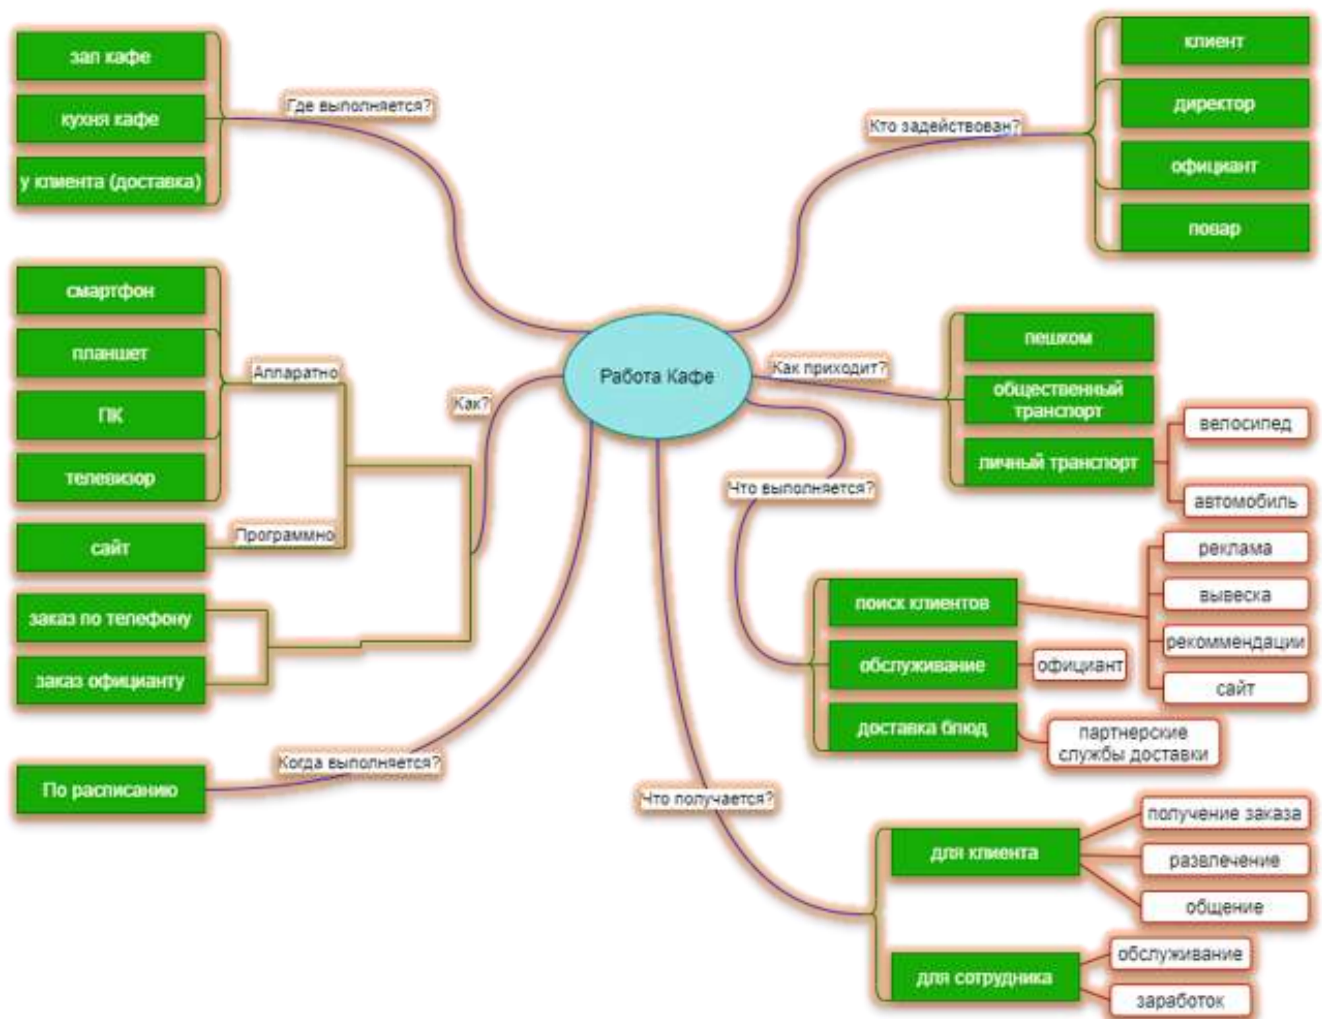 зал кафе
кухня кафе
у клиента (доставка)
Где выполняется?
смартфон
планшет
ПК
телевизор
Аппаратно
сайт
Программно
Как?
заказ по телефону
заказ официанту
По расписанию
Когда выполняется?
Работа Кафе
Кто задействован?
клиент
директор
официант
повар
Как приходит?
пешком
общественный
транспорт
личный транспорт
велосипед
автомобиль
Что выполняется?
поиск клиентов
реклама
вывеска
рекоммендации
сайт
обслуживание
официант
доставка блюд
партнерские
службы доставки
Что получается?
для клиента
получение заказа
развлечение
общение
для сотрудника
обслуживание
заработок